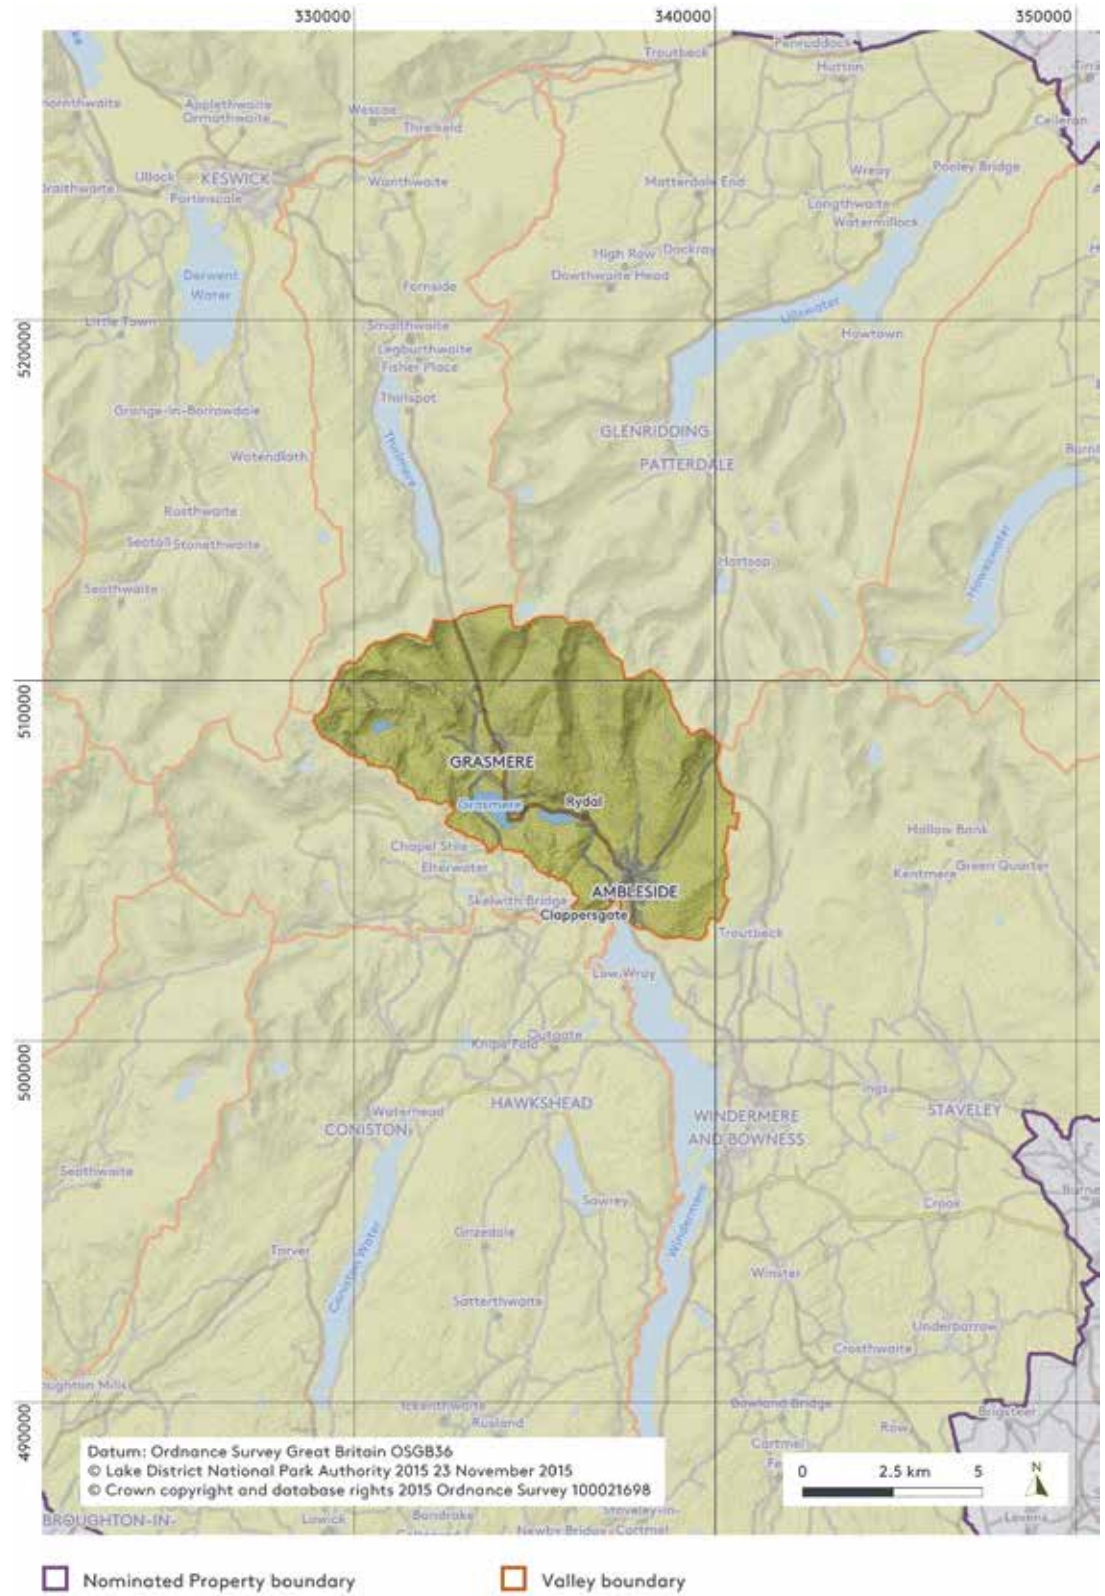 330000
340000
350000
Troutbeck
Penruddock
Hutton
Applethwaite
Ormathwaite
Wescoe
Threlkeld
Ullock
KESWICK
Portinscale
Wanthwaite
Matterdale End
Wreay
Pooley Bridge
Longthwaite
Watermillock
Derwent
Water
High Row
Dockray
Dowthwaite Head
Fornside
Little Town
Smaithwaite
Legburthwaite
Fisher Place
Ullswater
Howtown
520000
Thirlspot
Grange-in-Borrowdale
Thirlmere
GLENRIDDING
PATTERDALE
Watendlath
Rosthwaite
Seatoll
Stonethwaite
Hartsop
Haweswater
Seathwaite
510000
GRASMERE
Grasmere
Rydal
Chapel Stile
Elterwater
Hallow Bank
Green Quarter
Kentmere
Skelwith Bridge
AMBLESIDE
Clappersgate
Troutbeck
Low Wray
Outgate
Knipe Fold
500000
HAWKSHEAD
Waterhead
CONISTON
WINDERMERE
AND BOWNESS
Ings
STAVELEY
Seathwaite
Sawrey
Crook
Grizedale
Windermere
Torver
Coniston Water
Winster
Satterthwaite
Underbarrow
Crosthwaite
490000
Ickenthwaite
Rusland
Bowland Bridge
Row
Brigsteer
Cartmel
Datum: Ordnance Survey Great Britain OSGB36
© Lake District National Park Authority 2015 23 November 2015
© Crown copyright and database rights 2015 Ordnance Survey 100021698
0 2.5 km 5
N
BROUGHTON-IN-
Lowick
Bandrake
Staveley-in-
Cartmel
Newby Bridge
Levens
Nominated Property boundary
Valley boundary